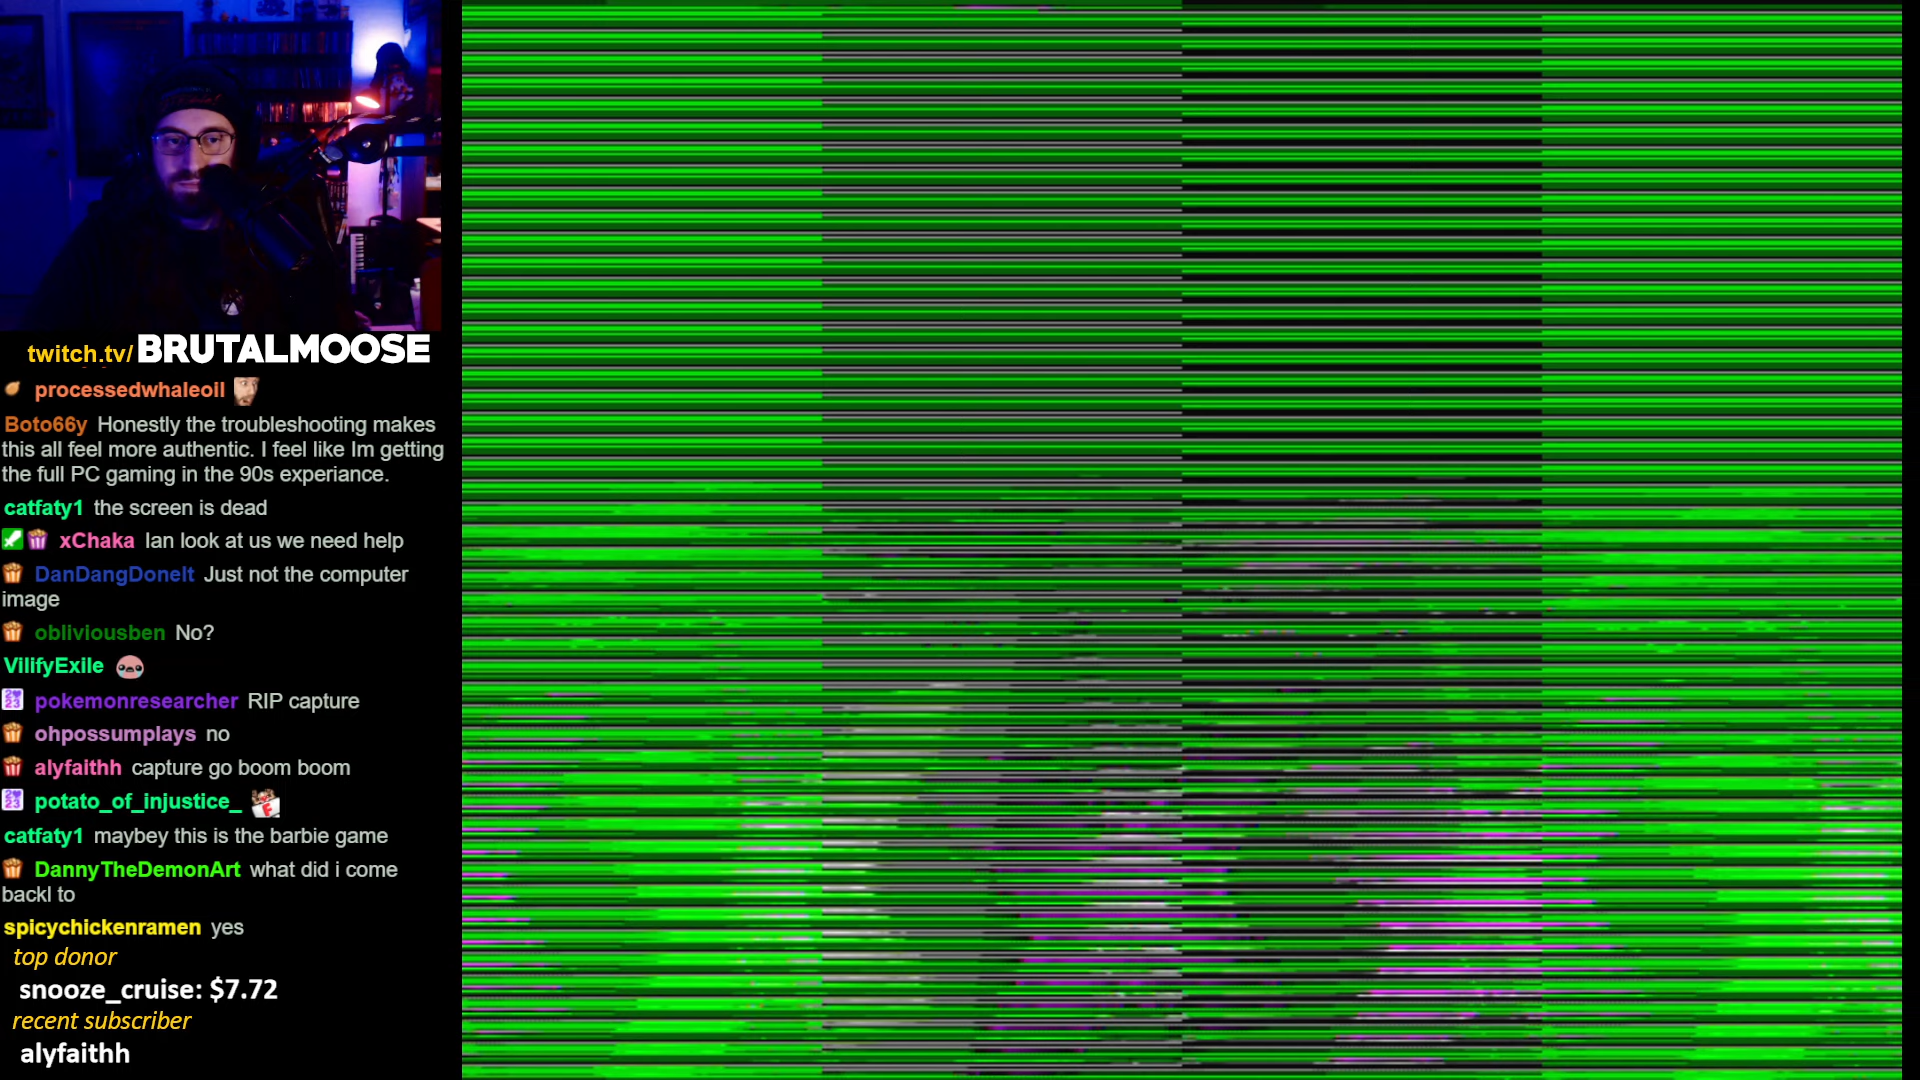 twitch.tv/BRUTALMOOSE
processedwhaleoil
Boto66y Honestly the troubleshooting makes
this all feel more authentic. I feel like Im getting
the full PC gaming in the 90s experiance.
catfaty1 the screen is dead
xChaka Ian look at us we need help
DanDangDoneIt Just not the computer
image
obliviousben No?
VilifyExile
pokemonresearcher RIP capture
ohpossumplays no
alyfaithh capture go boom boom
potato_of_injustice_
catfaty1 maybey this is the barbie game
DannyTheDemonArt what did i come
backl to
spicychickenramen yes
top donor
snooze_cruise: $7.72
recent subscriber
alyfaithh